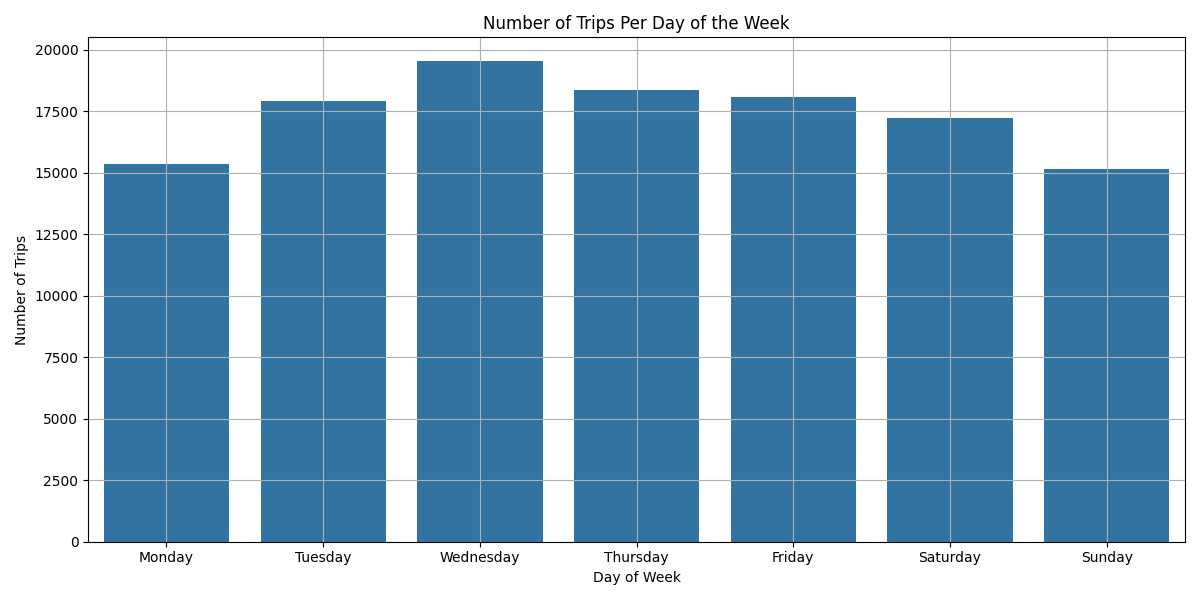 Number of Trips Per Day of the Week
20000
17500
15000
12500
10000
7500
5000
2500
0
Number of Trips
Monday Tuesday Wednesday Thursday Friday Saturday Sunday
Day of Week